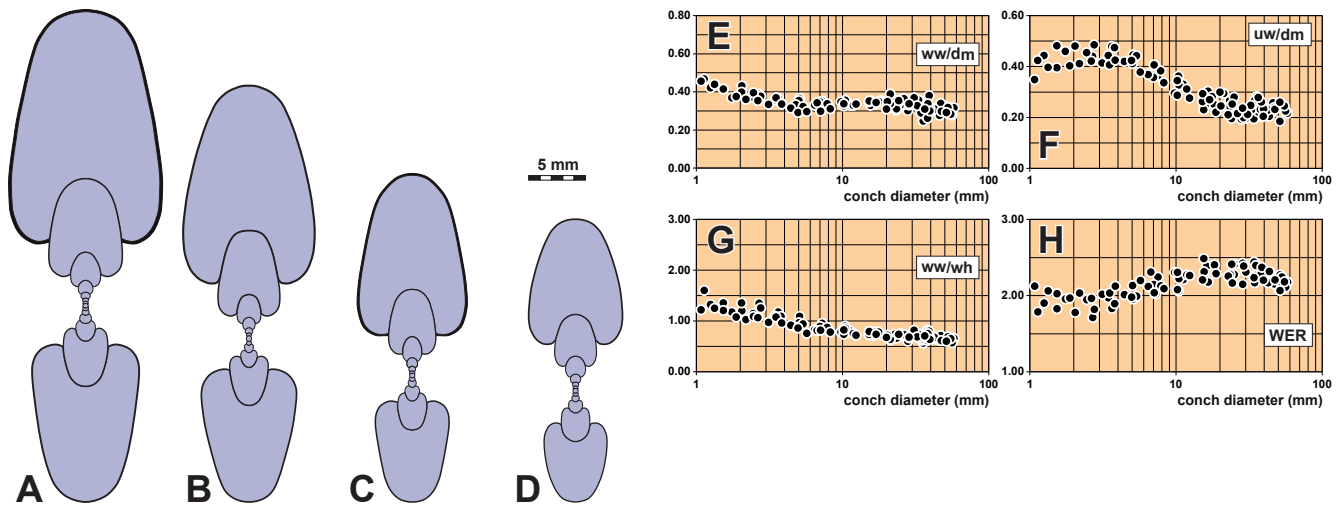 A
B
C
D
5 mm
E
ww/dm
0.80
0.60
0.40
0.20
0.00
1
10
100
conch diameter (mm)
F
uw/dm
0.60
0.40
0.20
0.00
1
10
100
conch diameter (mm)
G
ww/wh
3.00
2.00
1.00
0.00
1
10
100
conch diameter (mm)
H
WER
3.00
2.00
1.00
1
10
100
conch diameter (mm)